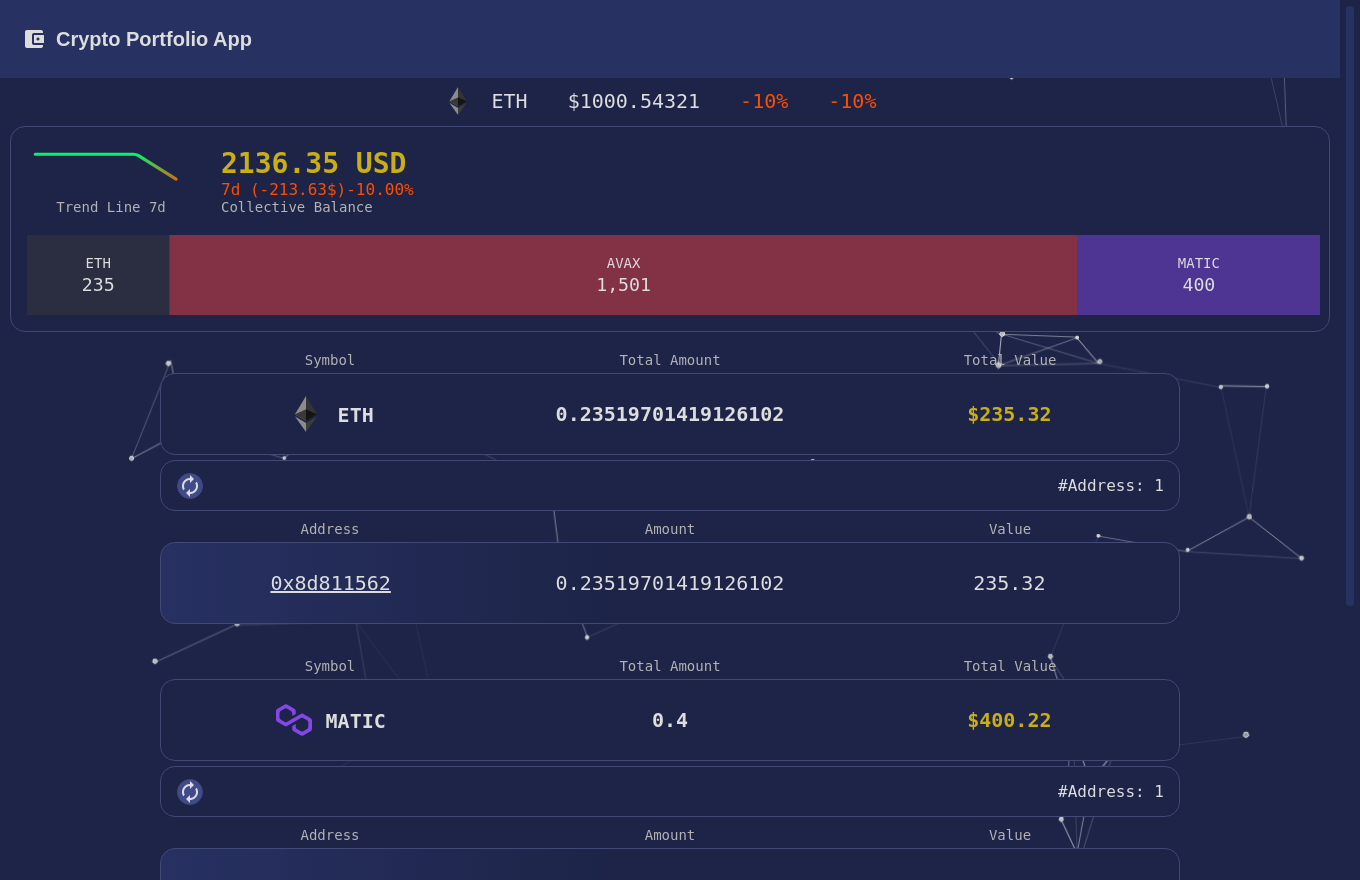 Crypto Portfolio App
ETH $1000.54321 -10% -10%
2136.35 USD
7d (-213.63$)-10.00%
Trend Line 7d
Collective Balance
ETH
235
AVAX
1,501
MATIC
400
Symbol Total Amount Total Value
ETH 0.23519701419126102 $235.32
#Address: 1
Address Amount Value
0x8d811562 0.23519701419126102 235.32
Symbol Total Amount Total Value
MATIC 0.4 $400.22
#Address: 1
Address Amount Value